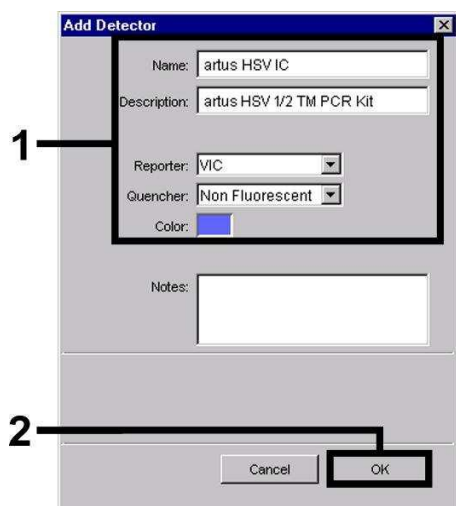 Add Detector
Name: artus HSV IC
Description: artus HSV 1/2 TM PCR Kit
1
Reporter: VIC
Quencher: Non Fluorescent
Color:
Notes:
2
Cancel OK